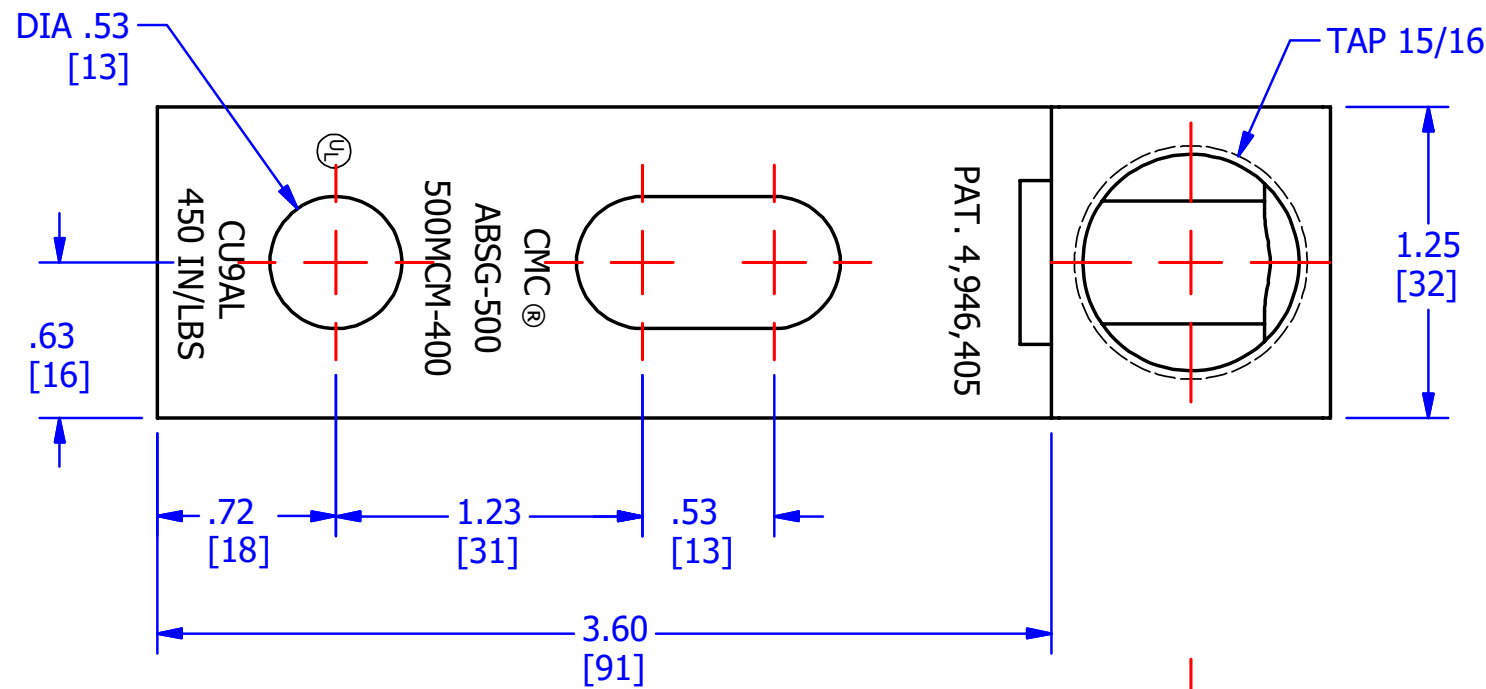 DIA .53
[13]
TAP 15/16
UL
CU9AL
450 IN/LBS
CMC ®
ABSG-500
500MCM-400
PAT. 4,946,405
1.25
[32]
.63
[16]
.72
[18]
1.23
[31]
.53
[13]
3.60
[91]